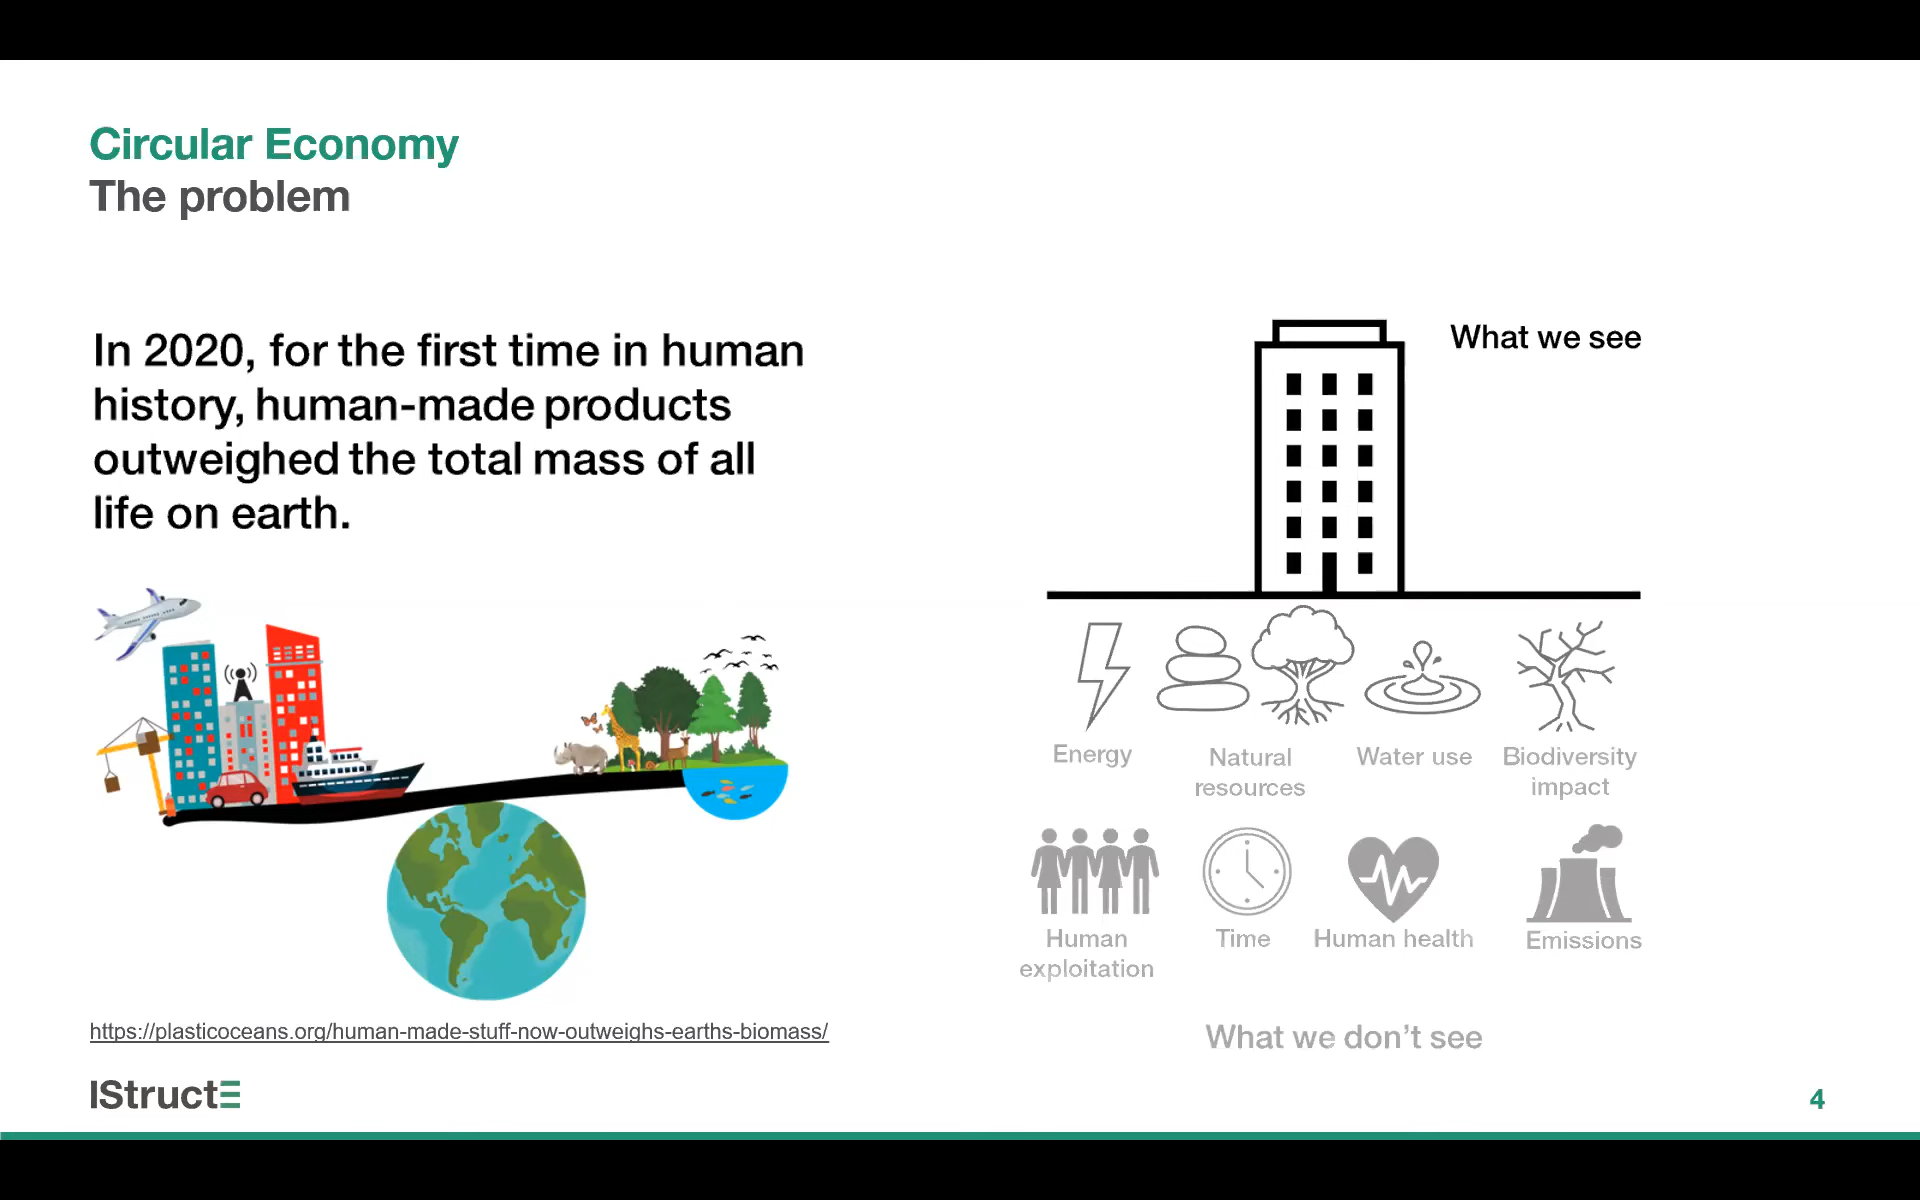 Circular Economy
The problem
In 2020, for the first time in human
history, human-made products
outweighed the total mass of all
life on earth.
https://plasticoceans.org/human-made-stuff-now-outweighs-earths-biomass/
What we see
Energy
Natural
resources
Water use
Biodiversity
impact
Human
exploitation
Time
Human health
Emissions
What we don't see
IStructE
4